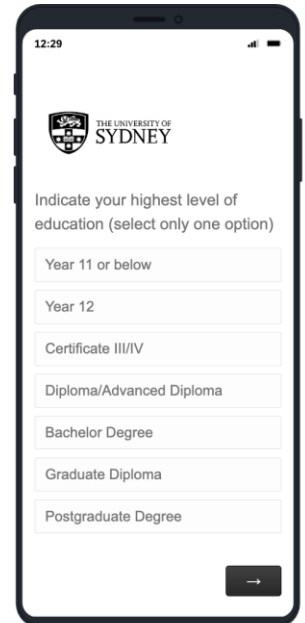 12:29
THE UNIVERSITY OF
SYDNEY
Indicate your highest level of
education (select only one option)
Year 11 or below
Year 12
Certificate III/IV
Diploma/Advanced Diploma
Bachelor Degree
Graduate Diploma
Postgraduate Degree
→